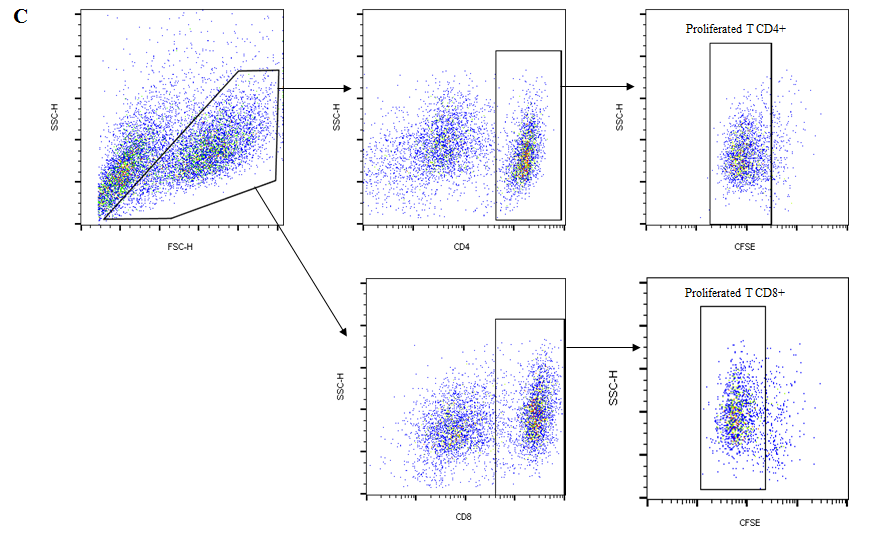 C
SSC-H
FSC-H
SSC-H
CD4
Proliferated T CD4+
SSC-H
CFSE
SSC-H
CD8
Proliferated T CD8+
SSC-H
CFSE